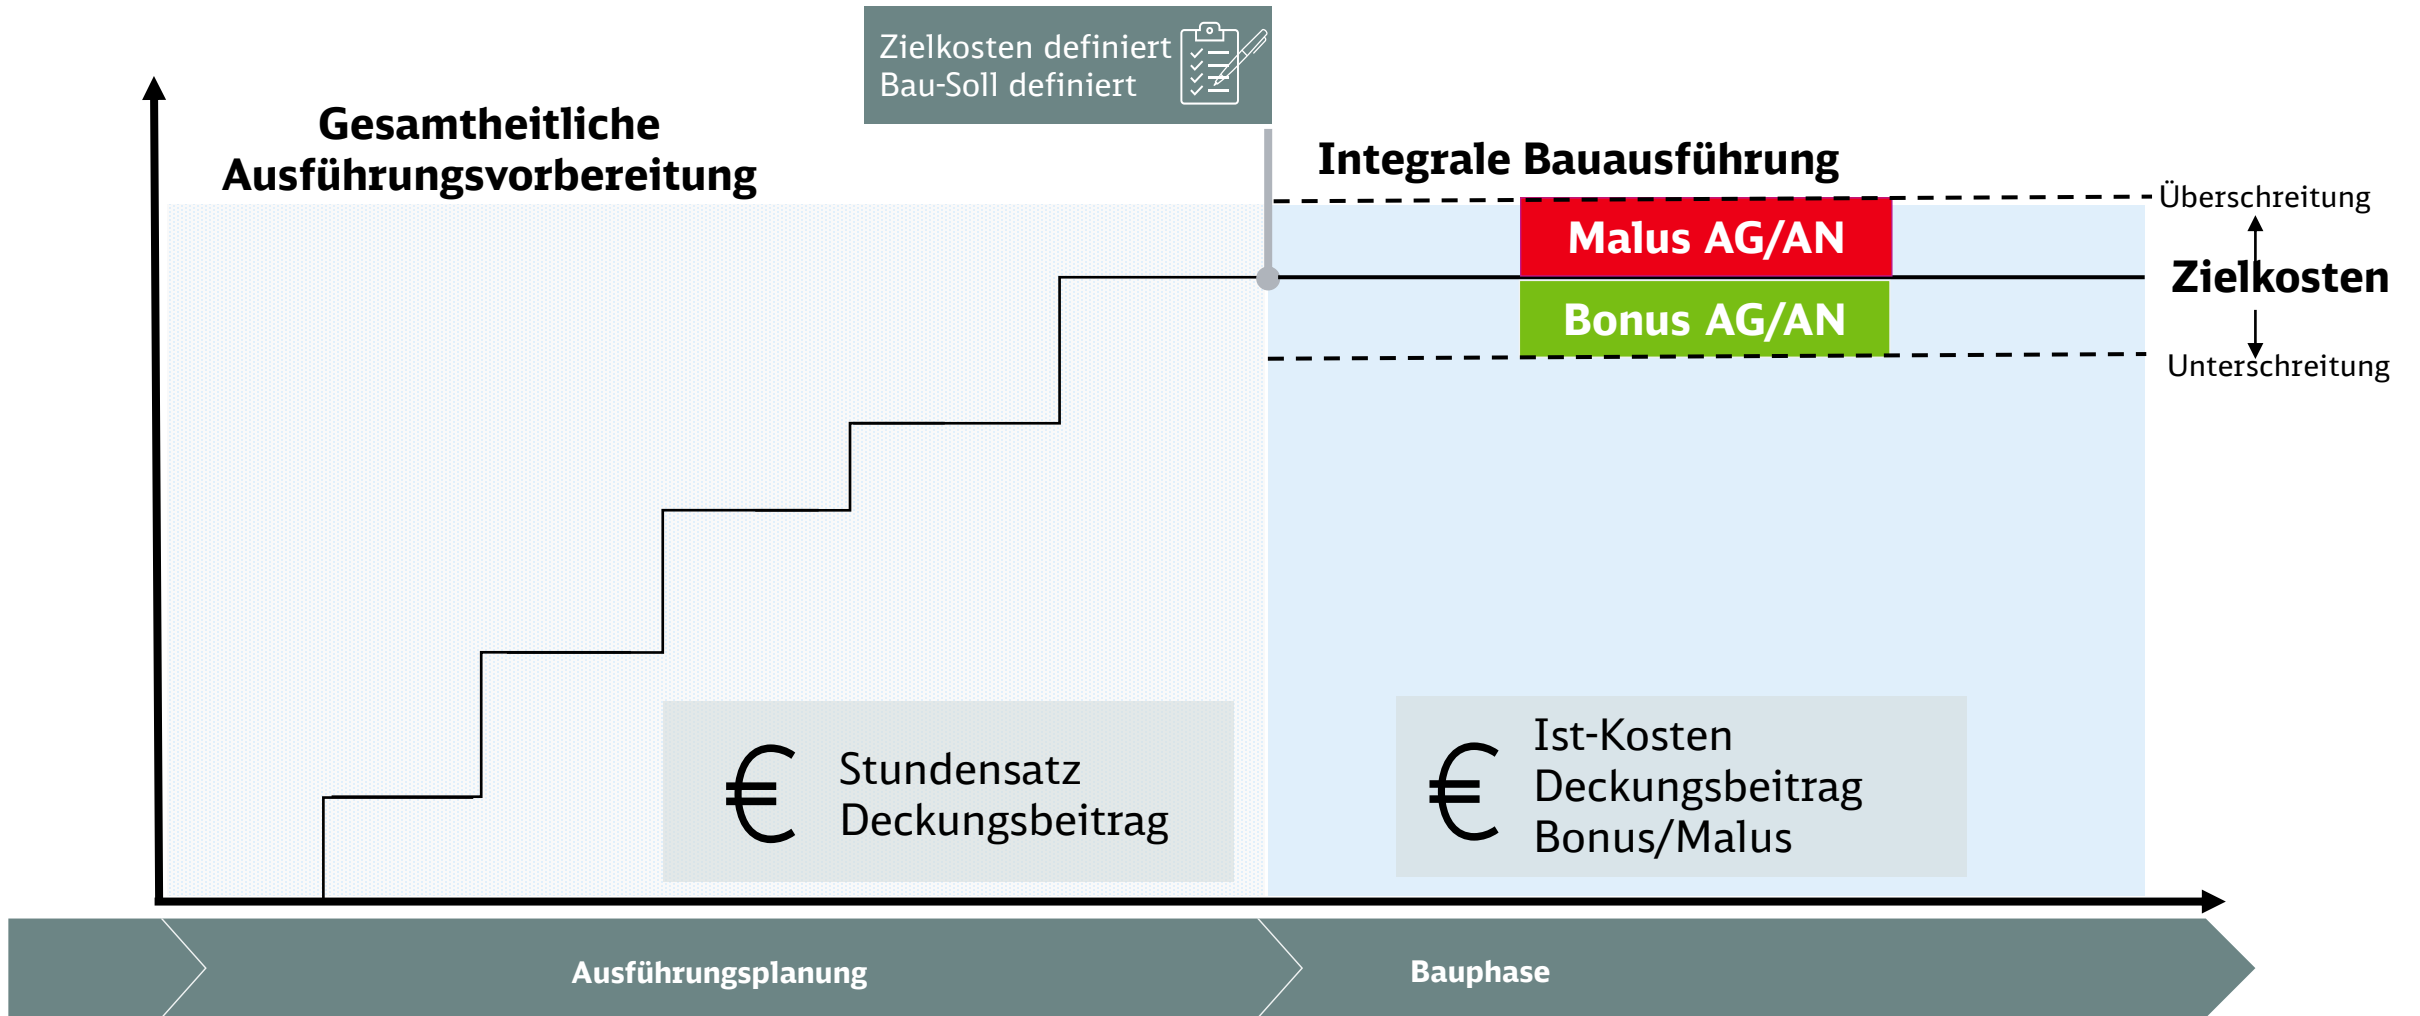 Zielkosten definiert
Bau-Soll definiert
Gesamtheitliche
Ausführungsvorbereitung
Integrale Bauausführung
Überschreitung
Malus AG/AN
Zielkosten
Bonus AG/AN
Unterschreitung
Stundensatz
Deckungsbeitrag
Ist-Kosten
Deckungsbeitrag
Bonus/Malus
Ausführungsplanung
Bauphase